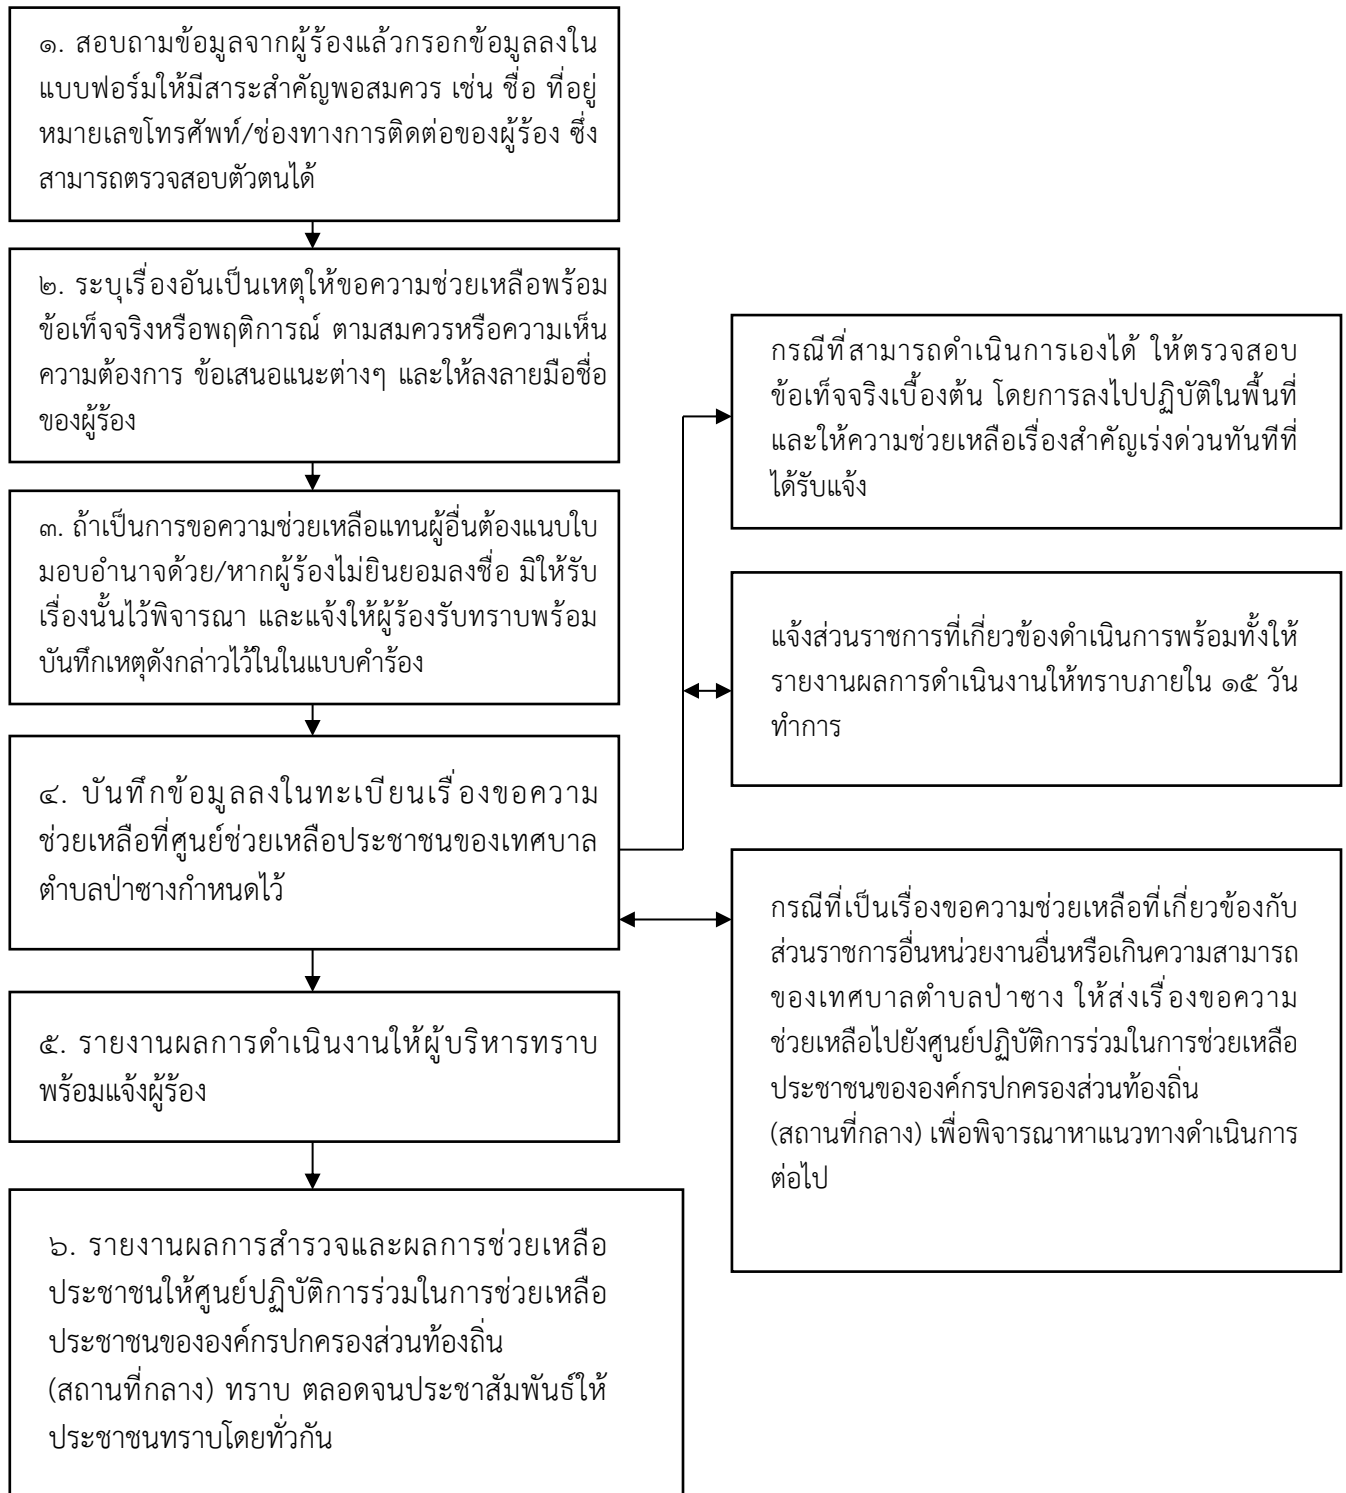 ๑. สอบถามข้อมูลจากผู้ร้องแล้วกรอกข้อมูลลงใน
แบบฟอร์มให้มีสาระสำคัญพอสมควร เช่น ชื่อ ที่อยู่
หมายเลขโทรศัพท์/ช่องทางการติดต่อของผู้ร้อง ซึ่ง
สามารถตรวจสอบตัวตนได้
๒. ระบุเรื่องอันเป็นเหตุให้ขอความช่วยเหลือพร้อม
ข้อเท็จจริงหรือพฤติการณ์ ตามสมควรหรือความเห็น
ความต้องการ ข้อเสนอแนะต่างๆ และให้ลงลายมือชื่อ
ของผู้ร้อง
๓. ถ้าเป็นการขอความช่วยเหลือแทนผู้อื่นต้องแนบใบ
มอบอำนาจด้วย/หากผู้ร้องไม่ยินยอมลงชื่อ มิให้รับ
เรื่องนั้นไว้พิจารณา และแจ้งให้ผู้ร้องรับทราบพร้อม
บันทึกเหตุดังกล่าวไว้ในในแบบคำร้อง
๔. บันทึกข้อมูลลงในทะเบียนเรื่องขอความ
ช่วยเหลือที่ศูนย์ช่วยเหลือประชาชนของเทศบาล
ตำบลป่าซางกำหนดไว้
๕. รายงานผลการดำเนินงานให้ผู้บริหารทราบ
พร้อมแจ้งผู้ร้อง
๖. รายงานผลการสำรวจและผลการช่วยเหลือ
ประชาชนให้ศูนย์ปฏิบัติการร่วมในการช่วยเหลือ
ประชาชนขององค์กรปกครองส่วนท้องถิ่น
(สถานที่กลาง) ทราบ ตลอดจนประชาสัมพันธ์ให้
ประชาชนทราบโดยทั่วกัน
กรณีที่สามารถดำเนินการเองได้ ให้ตรวจสอบ
ข้อเท็จจริงเบื้องต้น โดยการลงไปปฏิบัติในพื้นที่
และให้ความช่วยเหลือเรื่องสำคัญเร่งด่วนทันทีที่
ได้รับแจ้ง
แจ้งส่วนราชการที่เกี่ยวข้องดำเนินการพร้อมทั้งให้
รายงานผลการดำเนินงานให้ทราบภายใน ๑๕ วัน
ทำการ
กรณีที่เป็นเรื่องขอความช่วยเหลือที่เกี่ยวข้องกับ
ส่วนราชการอื่นหน่วยงานอื่นหรือเกินความสามารถ
ของเทศบาลตำบลป่าซาง ให้ส่งเรื่องขอความ
ช่วยเหลือไปยังศูนย์ปฏิบัติการร่วมในการช่วยเหลือ
ประชาชนขององค์กรปกครองส่วนท้องถิ่น
(สถานที่กลาง) เพื่อพิจารณาหาแนวทางดำเนินการ
ต่อไป